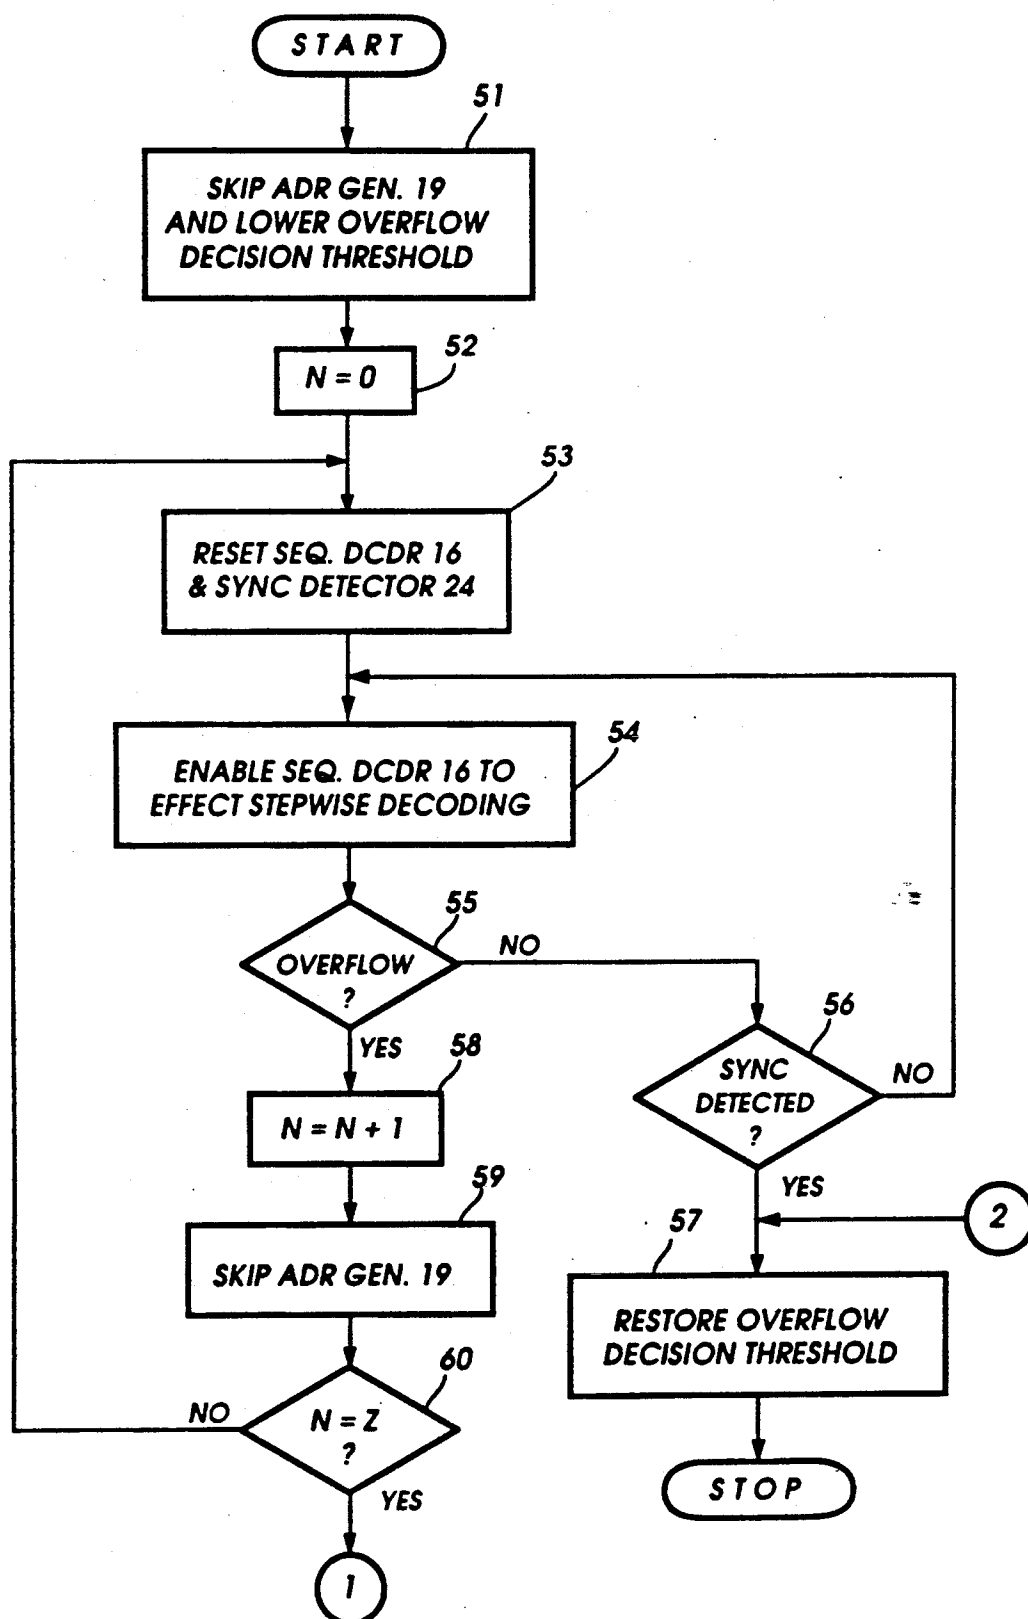 START
51
SKIP ADR GEN. 19
AND LOWER OVERFLOW
DECISION THRESHOLD
52
N = 0
53
RESET SEQ. DCDR 16
& SYNC DETECTOR 24
54
ENABLE SEQ. DCDR 16 TO
EFFECT STEPWISE DECODING
55
NO
OVERFLOW
?
56
YES
58
SYNC
DETECTED
?
NO
N = N + 1
59
YES
57
2
SKIP ADR GEN. 19
RESTORE OVERFLOW
DECISION THRESHOLD
60
NO
N = Z
?
YES
STOP
1